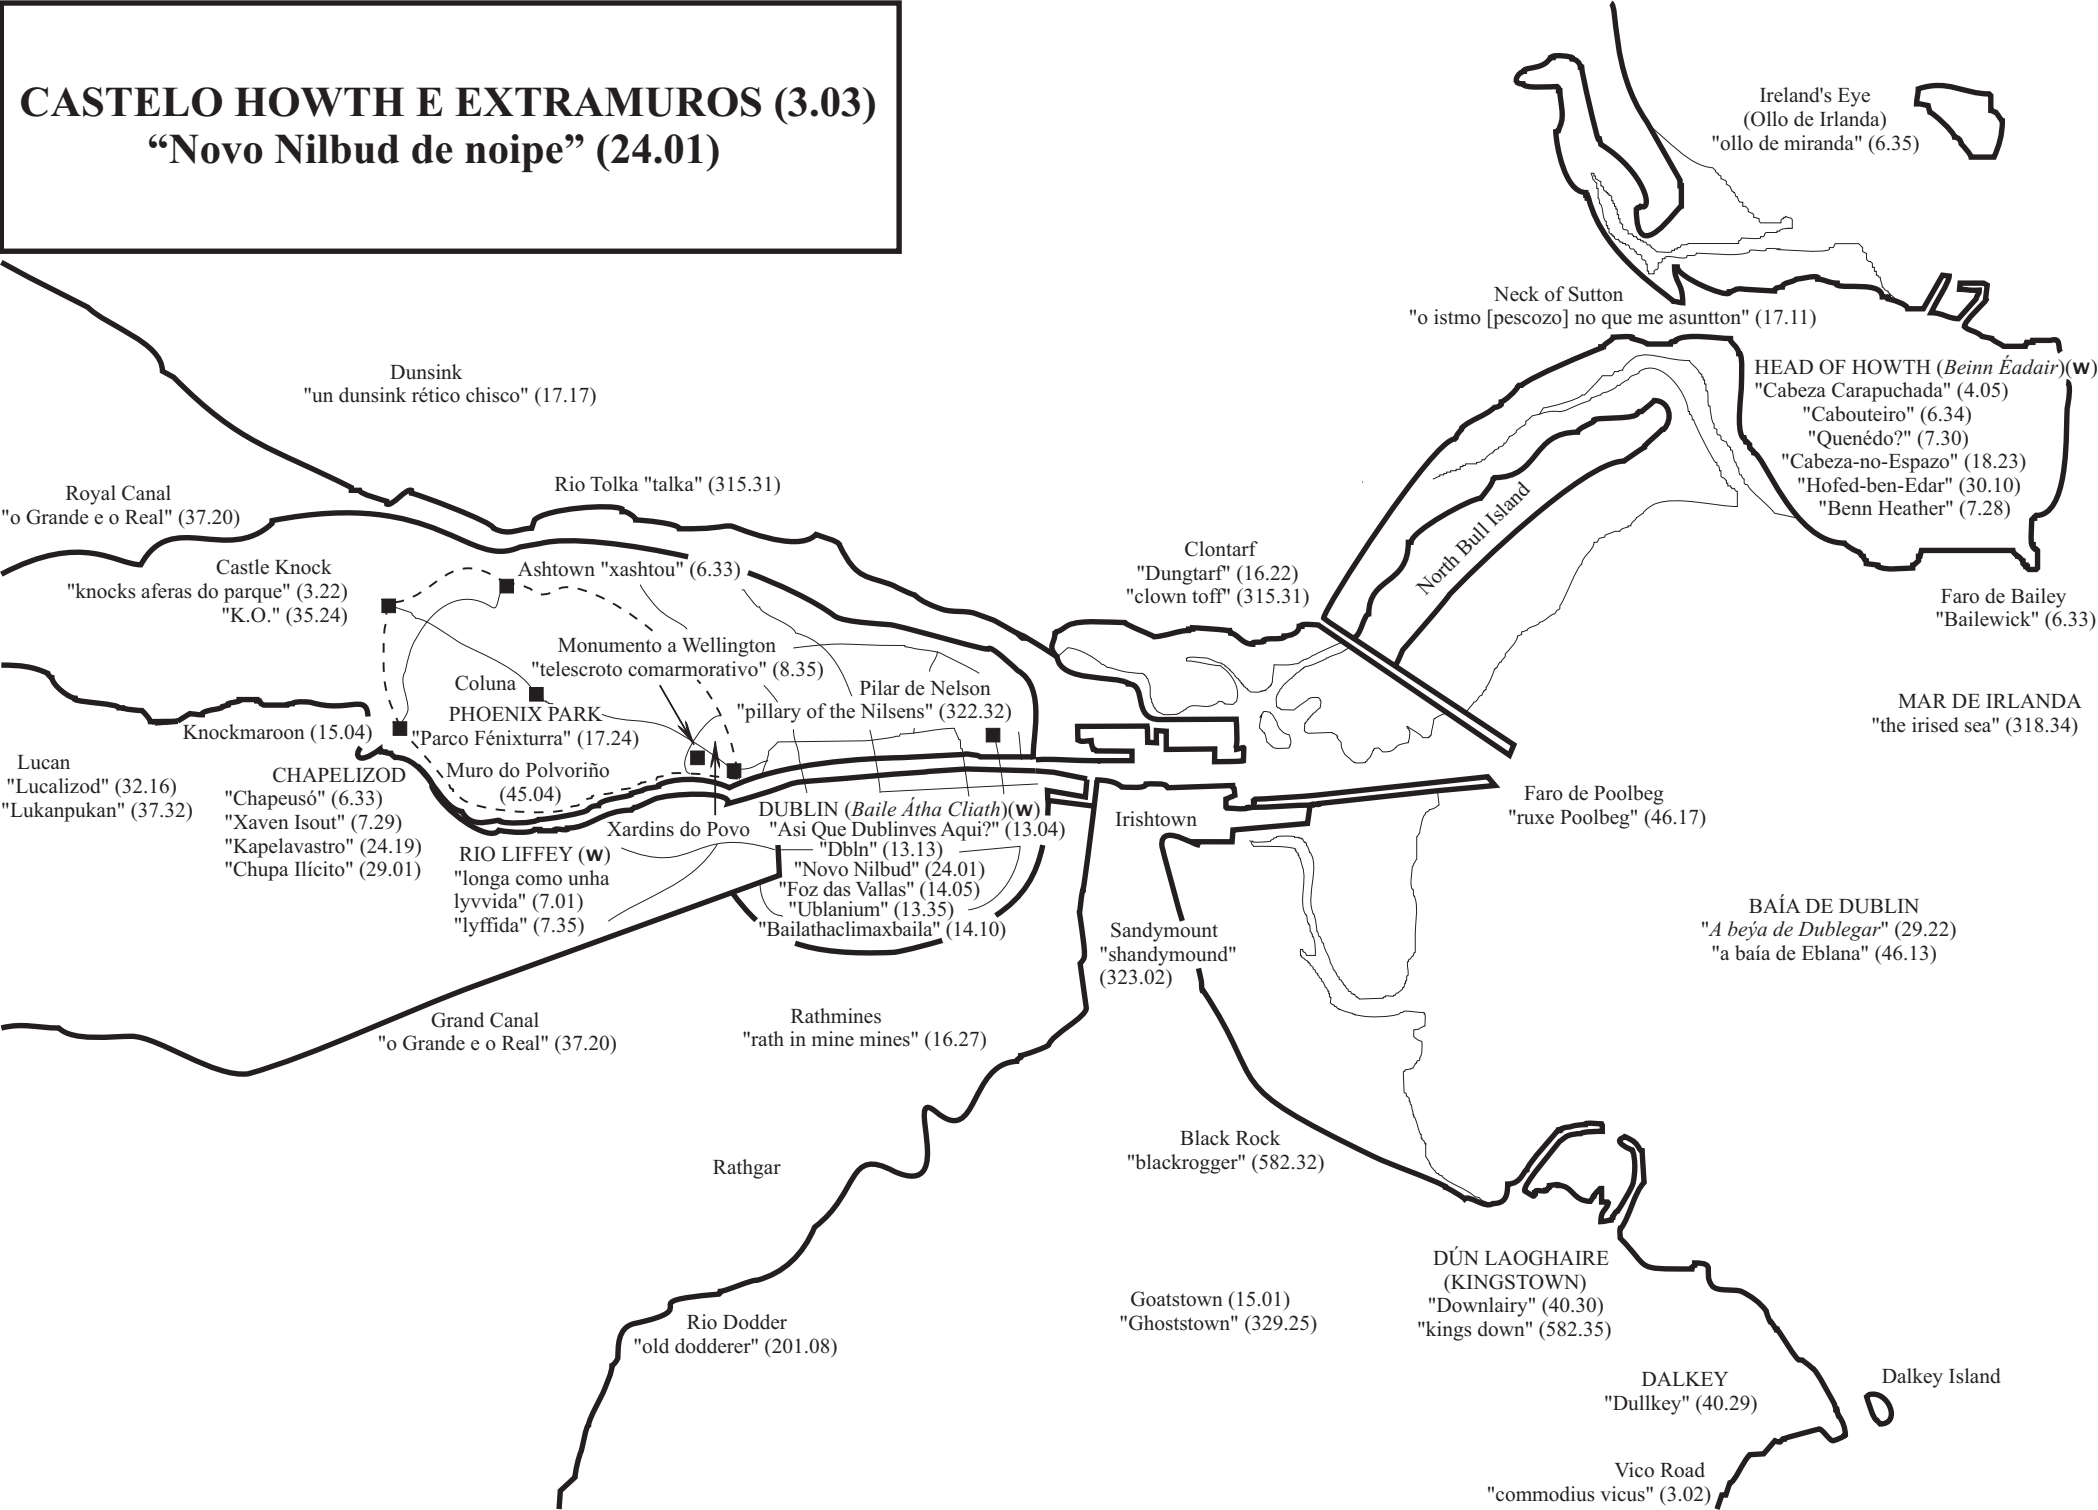 CASTELO HOWTH E EXTRAMUROS (3.03)
“Novo Nilbud de noipe” (24.01)
Ireland's Eye
(Ollo de Irlanda)
"ollo de miranda" (6.35)
Neck of Sutton
"o istmo [pescozo] no que me asuntton" (17.11)
HEAD OF HOWTH (Beinn Éadair)(w)
"Cabeza Carapuchada" (4.05)
"Cabouteiro" (6.34)
"Quenédo?" (7.30)
"Cabeza-no-Espazo" (18.23)
"Hofed-ben-Edar" (30.10)
"Benn Heather" (7.28)
Dunsink
"un dunsink rético chisco" (17.17)
Rio Tolka "talka" (315.31)
Royal Canal
"o Grande e o Real" (37.20)
North Bull Island
Clontarf
"Dungtarf" (16.22)
"clown toff" (315.31)
Castle Knock
"knocks aferas do parque" (3.22)
"K.O." (35.24)
Ashtown "xashtou" (6.33)
Faro de Bailey
"Bailewick" (6.33)
Monumento a Wellington
"telescroto comarmorativo" (8.35)
Coluna
Pilar de Nelson
"pillary of the Nilsens" (322.32)
PHOENIX PARK
"Parco Fénixturra" (17.24)
Knockmaroon (15.04)
MAR DE IRLANDA
"the irised sea" (318.34)
Lucan
"Lucalizod" (32.16)
"Lukanpukan" (37.32)
CHAPELIZOD
"Chapeusó" (6.33)
"Xaven Isout" (7.29)
"Kapelavastro" (24.19)
"Chupa Ilícito" (29.01)
Muro do Polvoriño
(45.04)
Xardins do Povo
DUBLIN (Baile Átha Cliath)(w)
"Asi Que Dublinves Aqui?" (13.04)
"Dbln" (13.13)
"Novo Nilbud" (24.01)
"Foz das Vallas" (14.05)
"Ublanium" (13.35)
"Bailathaclimaxbaila" (14.10)
RIO LIFFEY (w)
"longa como unha
lyvvida" (7.01)
"lyffida" (7.35)
Irishtown
Faro de Poolbeg
"ruxe Poolbeg" (46.17)
BAÍA DE DUBLIN
"A beýa de Dublegar" (29.22)
"a baía de Eblana" (46.13)
Sandymount
"shandymound"
(323.02)
Grand Canal
"o Grande e o Real" (37.20)
Rathmines
"rath in mine mines" (16.27)
Black Rock
"blackrogger" (582.32)
Rathgar
DÚN LAOGHAIRE
(KINGSTOWN)
"Downlairy" (40.30)
"kings down" (582.35)
Goatstown (15.01)
"Ghoststown" (329.25)
Rio Dodder
"old dodderer" (201.08)
DALKEY
"Dullkey" (40.29)
Dalkey Island
Vico Road
"commodius vicus" (3.02)